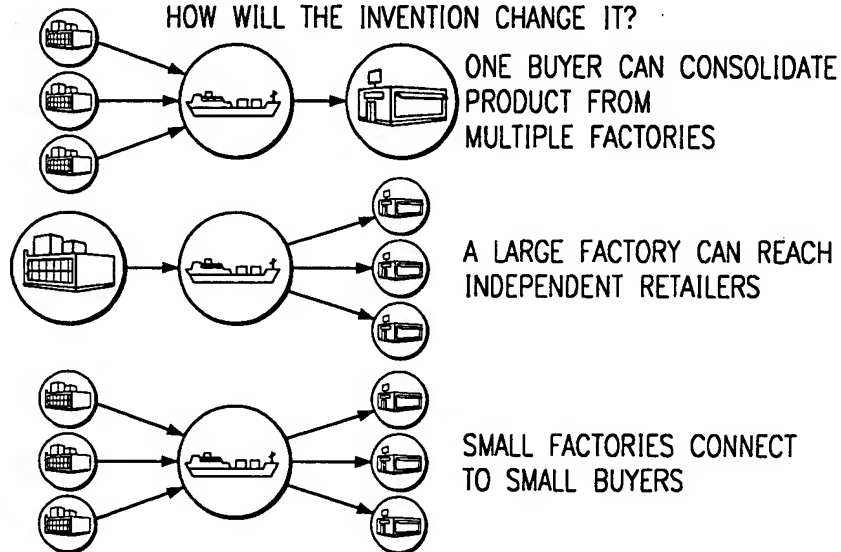 HOW WILL THE INVENTION CHANGE IT?
ONE BUYER CAN CONSOLIDATE
PRODUCT FROM
MULTIPLE FACTORIES
A LARGE FACTORY CAN REACH
INDEPENDENT RETAILERS
SMALL FACTORIES CONNECT
TO SMALL BUYERS